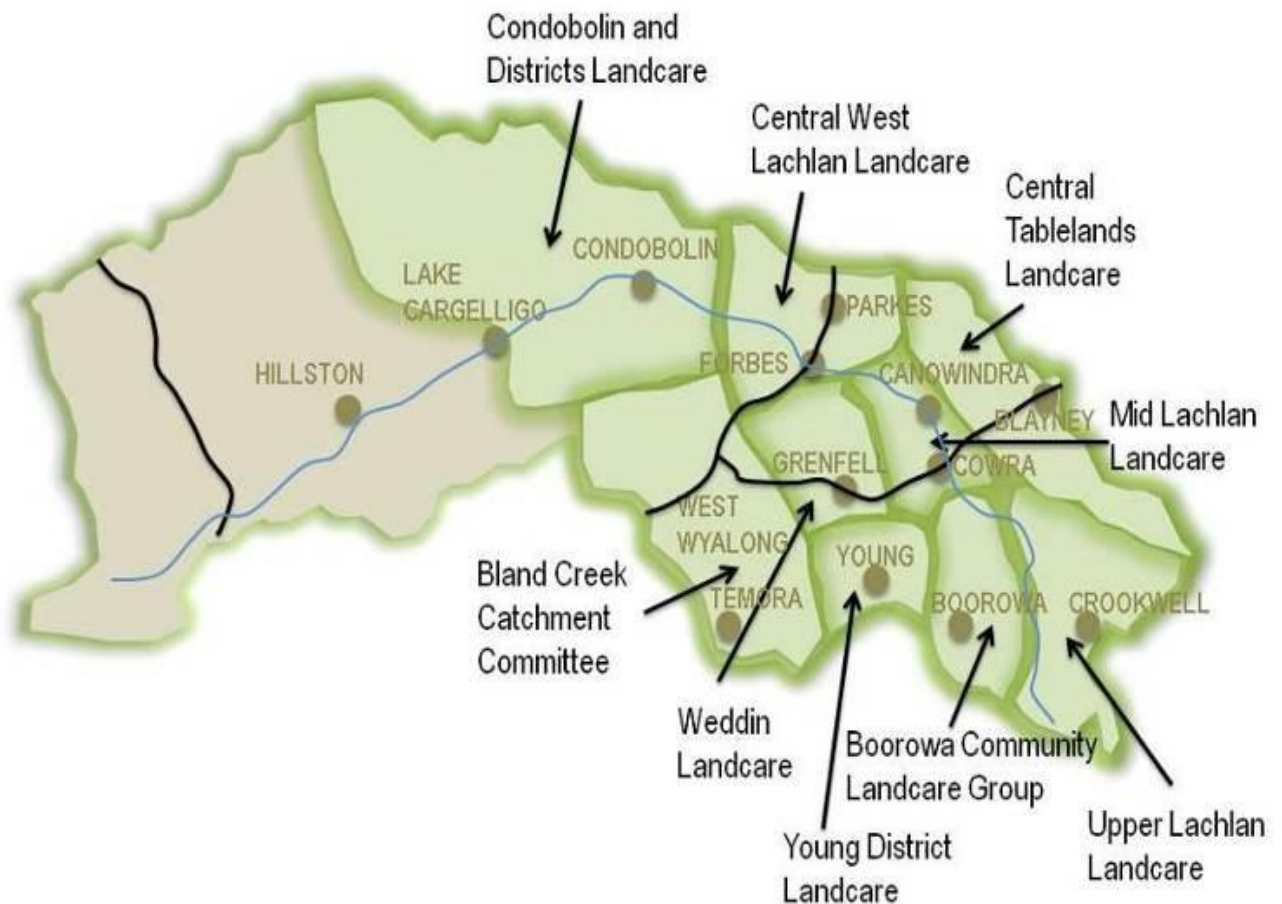 Condobolin and
Districts Landcare
Central West
Lachlan Landcare
Central
Tablelands
Landcare
CONDOBOLIN
LAKE
CARGELLIGO
PARKES
HILLSTON
FORBES
CANOWINDRA
BLAYNEY
Mid Lachlan
Landcare
GRENFELL
COWRA
WEST
WYALONG
YOUNG
Bland Creek
Catchment
Committee
TEMORA
BOOROWA
CROOKWELL
Weddin
Landcare
Boorowa Community
Landcare Group
Young District
Landcare
Upper Lachlan
Landcare